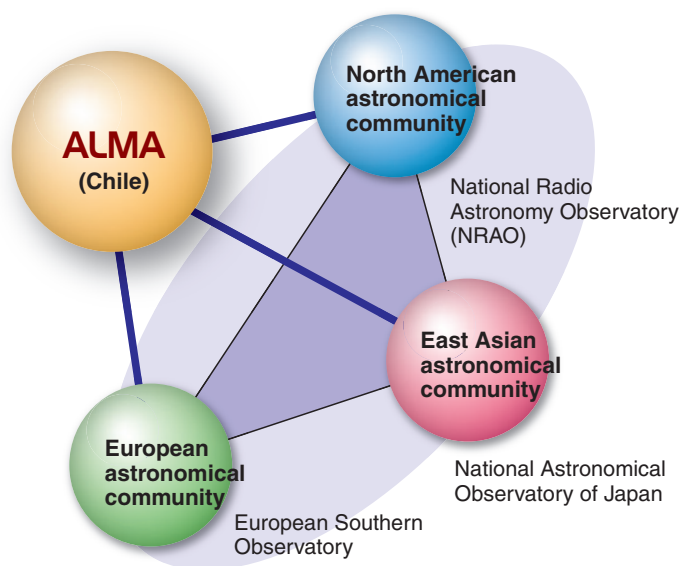 ALMA
(Chile)
North American
astronomical
community
National Radio
Astronomy Observatory
(NRAO)
East Asian
astronomical
community
National Astronomical
Observatory of Japan
European
astronomical
community
European Southern
Observatory